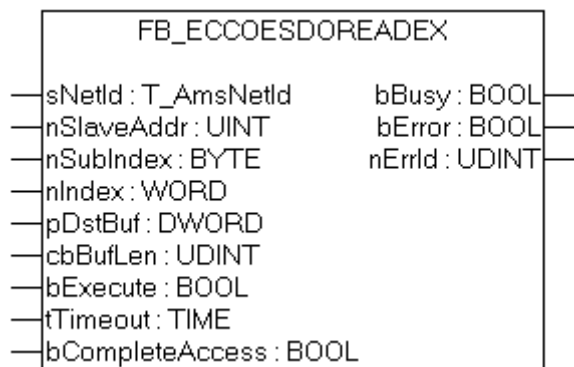 FB_ECCOESDOREADEX
sNetId : T_AmsNetId bBusy : BOOL
nSlaveAddr : UINT bError : BOOL
nSubIndex : BYTE nErrId : UDINT
nIndex : WORD
pDstBuf : DWORD
cbBufLen : UDINT
bExecute : BOOL
tTimeout : TIME
bCompleteAccess : BOOL